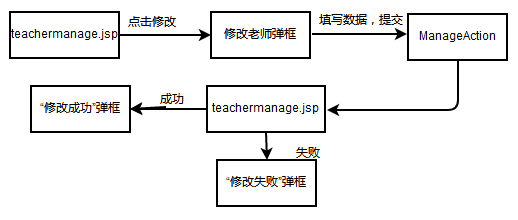 teachermanage.jsp
点击修改
修改老师弹框
填写数据，提交
ManageAction
“修改成功”弹框
成功
teachermanage.jsp
失败
“修改失败”弹框